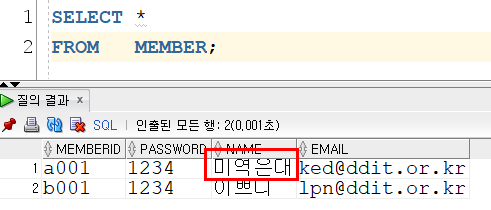 1 SELECT *
2 FROM MEMBER;
질의 결과 x
SQL | 인출된 모든 행: 2(0,001초)
MEMBERID PASSWORD NAME EMAIL
1 a001 1234 미역은대 ked@ddit.or.kr
2 b001 1234 이쁘니 lpn@ddit.or.kr